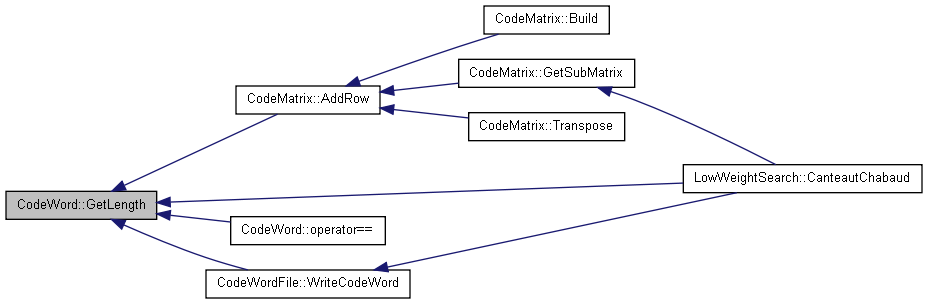 CodeMatrix::Build
CodeMatrix::GetSubMatrix
CodeMatrix::AddRow
CodeMatrix::Transpose
LowWeightSearch::CanteautChabaud
CodeWord::GetLength
CodeWord::operator==
CodeWordFile::WriteCodeWord